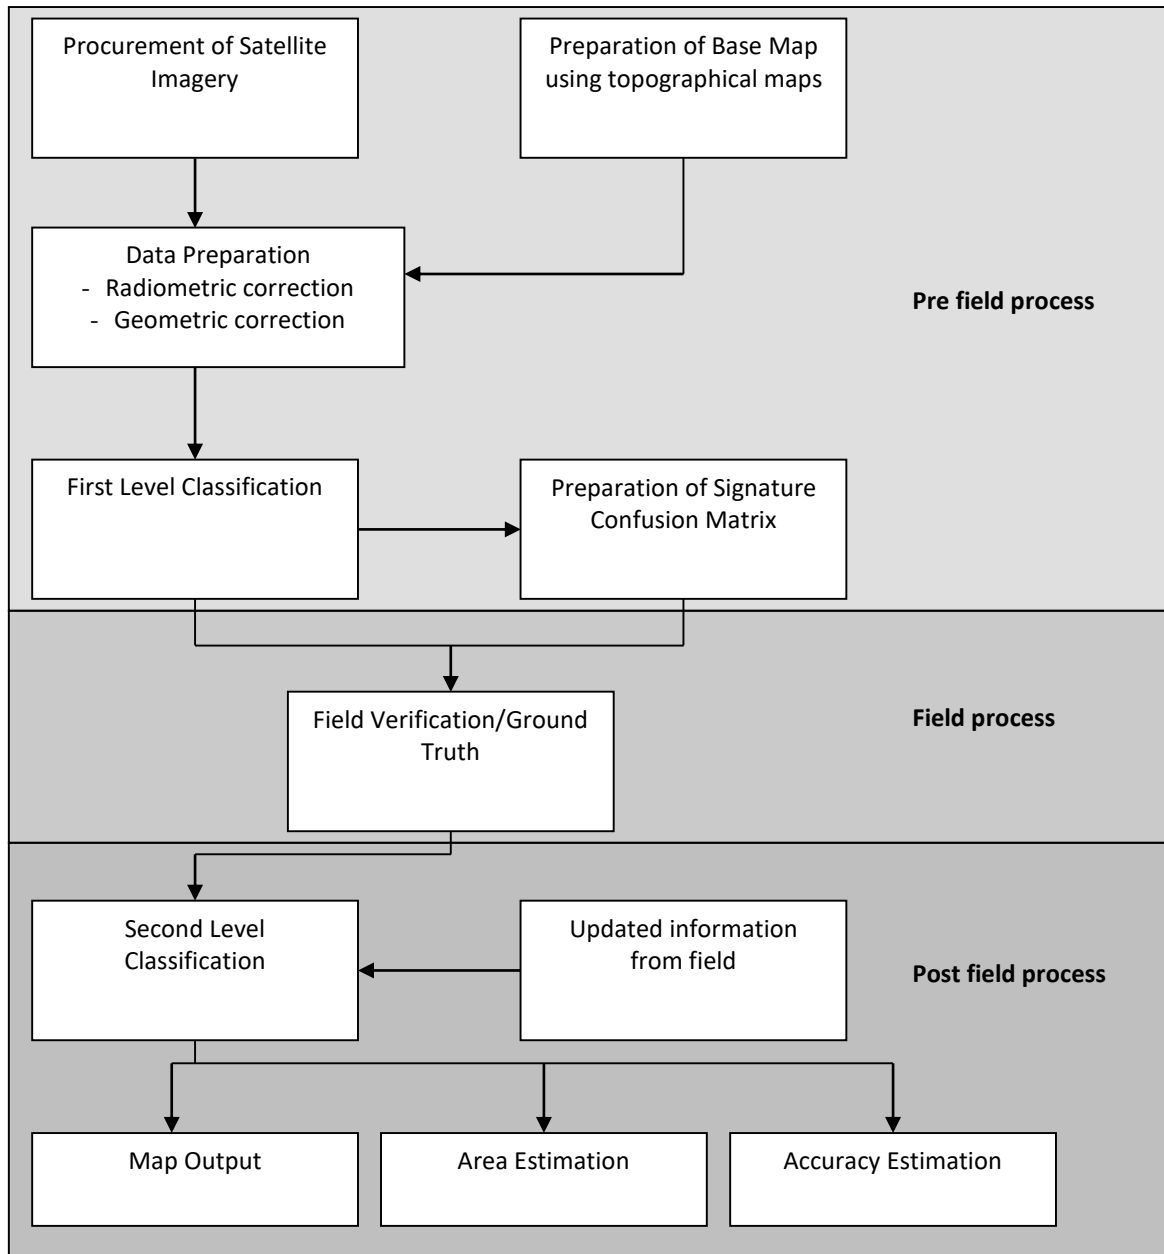 Procurement of Satellite
Imagery
Preparation of Base Map
using topographical maps
Data Preparation
- Radiometric correction
- Geometric correction
Pre field process
First Level Classification
Preparation of Signature
Confusion Matrix
Field Verification/Ground
Truth
Field process
Second Level
Classification
Updated information
from field
Post field process
Map Output
Area Estimation
Accuracy Estimation